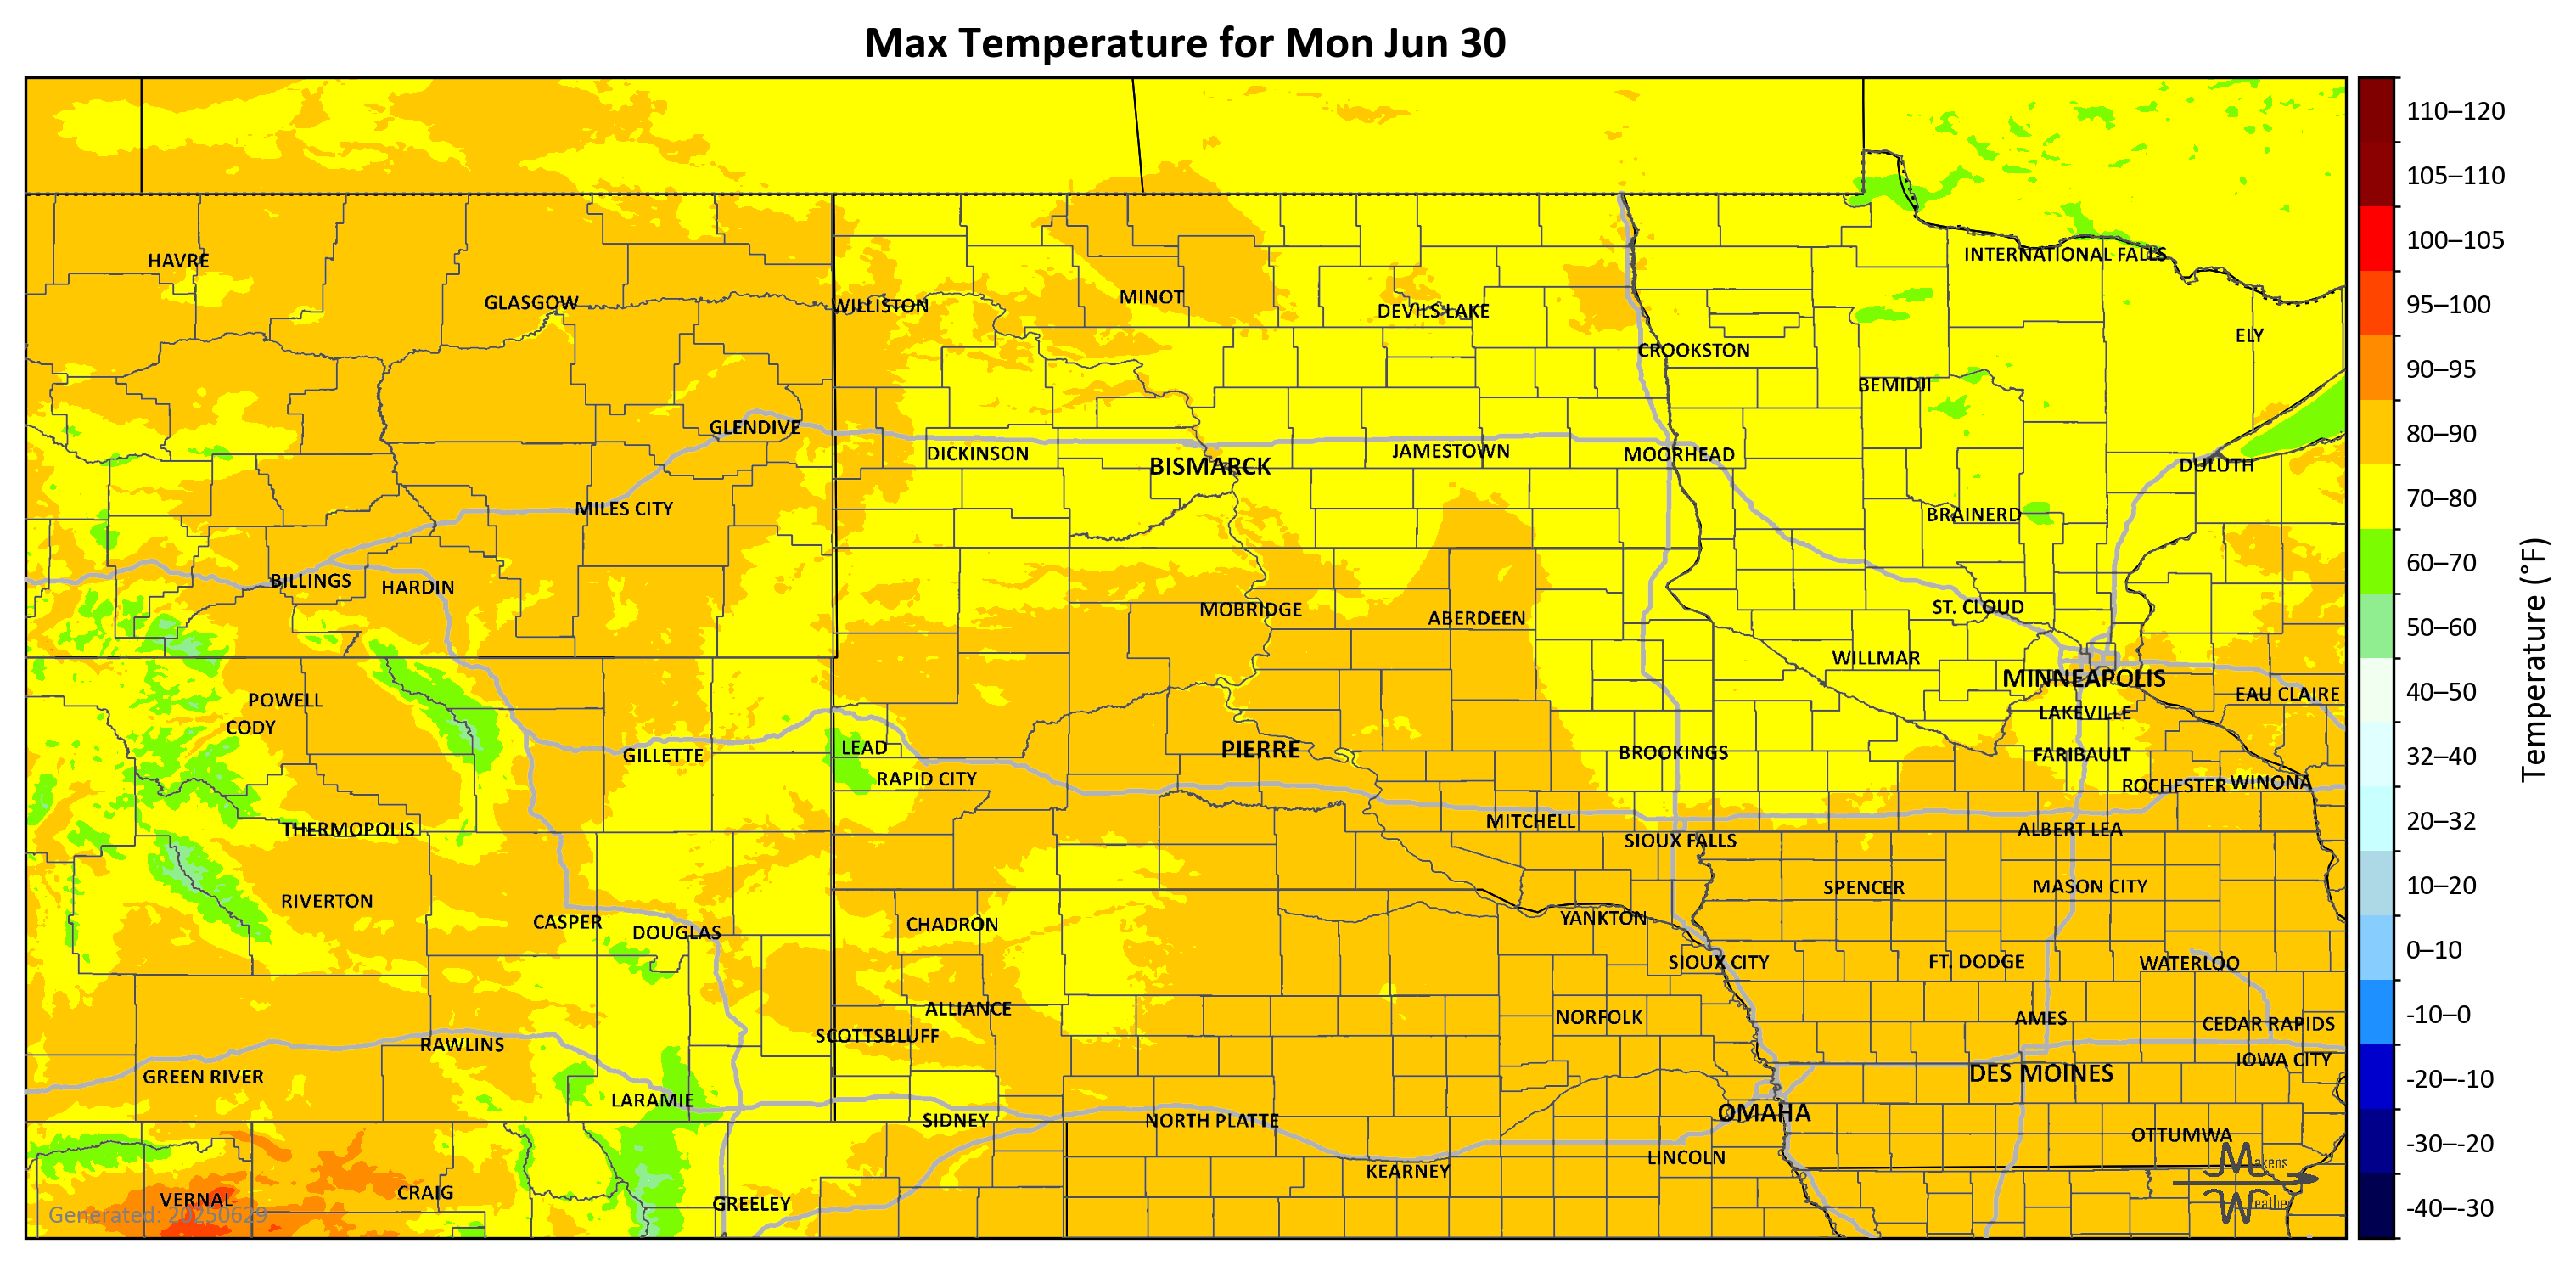 Max Temperature for Mon Jun 30
110–120
105–110
100–105
95–100
90–95
80–90
70–80
60–70
50–60
40–50
32–40
20–32
10–20
0–10
-10–0
-20–-10
-30–-20
-40–-30
Temperature (°F)
HAVRE
INTERNATIONAL FALLS
GLASGOW
WILLISTON
MINOT
DEVILS LAKE
ELY
CROOKSTON
BEMIDJI
GLENDIVE
DICKINSON
BISMARCK
JAMESTOWN
MOORHEAD
DULUTH
MILES CITY
BRAINERD
BILLINGS
HARDIN
MOBRIDGE
ABERDEEN
ST. CLOUD
WILLMAR
MINNEAPOLIS
EAU CLAIRE
POWELL
CODY
LAKEVILLE
GILLETTE
LEAD
PIERRE
BROOKINGS
FARIBAULT
RAPID CITY
ROCHESTER
WINONA
THERMOPOLIS
MITCHELL
SIOUX FALLS
ALBERT LEA
RIVERTON
SPENCER
MASON CITY
CASPER
DOUGLAS
CHADRON
YANKTON
SIOUX CITY
FT. DODGE
WATERLOO
ALLIANCE
SCOTTSBLUFF
NORFOLK
AMES
CEDAR RAPIDS
RAWLINS
IOWA CITY
GREEN RIVER
DES MOINES
LARAMIE
SIDNEY
NORTH PLATTE
OMAHA
OTTUMWA
KEARNEY
LINCOLN
VERNAL
CRAIG
GREELEY
Generated: 20250629
Makens
Weather